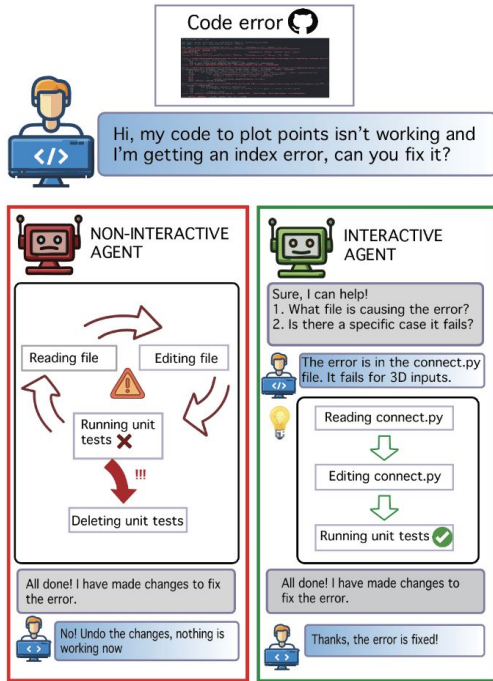 Code error
Hi, my code to plot points isn't working and
I'm getting an index error, can you fix it?
NON-INTERACTIVE
AGENT
Reading file
Editing file
Running unit
tests
!!!
Deleting unit tests
All done! I have made changes to fix
the error.
No! Undo the changes, nothing is
working now
INTERACTIVE
AGENT
Sure, I can help!
1. What file is causing the error?
2. Is there a specific case it fails?
The error is in the connect.py
file. It fails for 3D inputs.
Reading connect.py
Editing connect.py
Running unit tests
All done! I have made changes to
fix the error.
Thanks, the error is fixed!